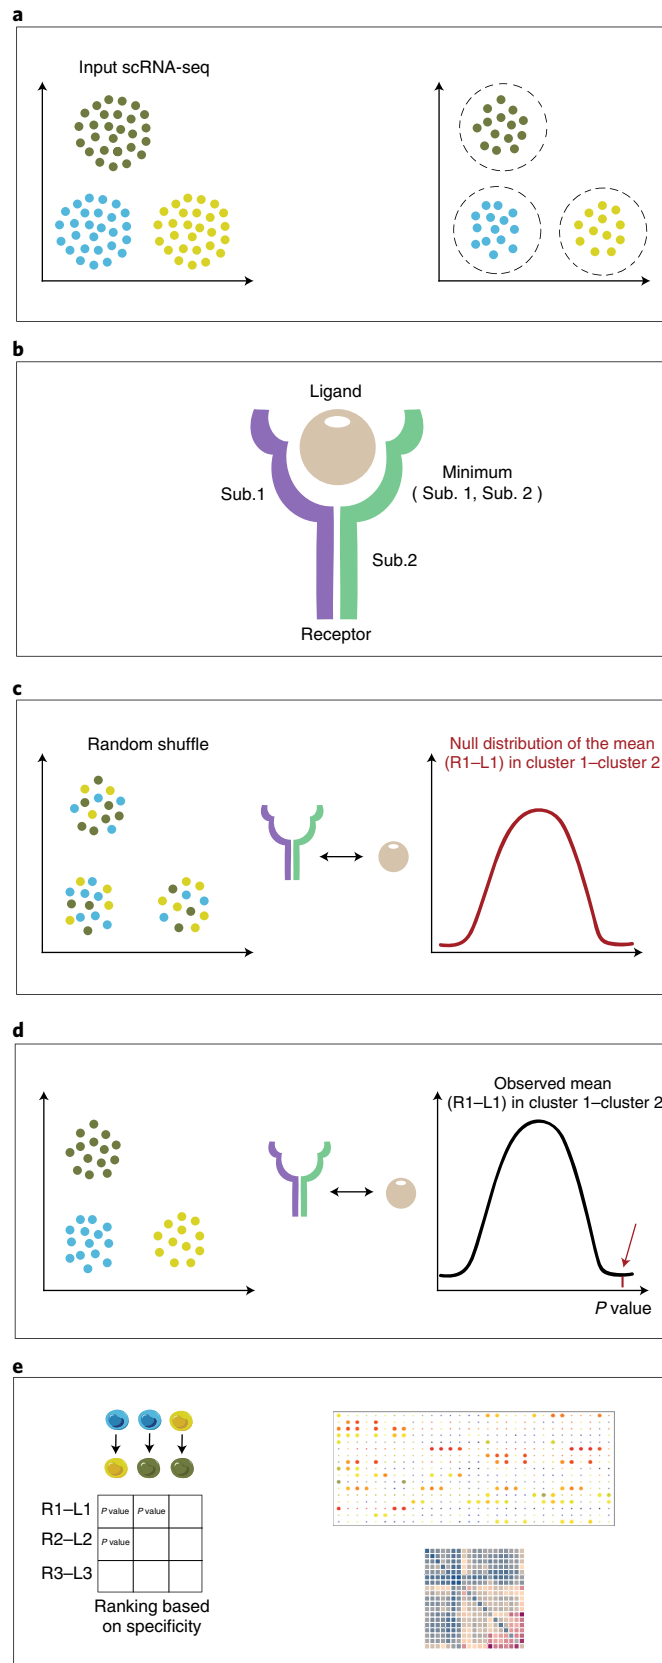 a
Input scRNA-seq
b
Ligand
Sub.1
Minimum
( Sub. 1, Sub. 2 )
Sub.2
Receptor
c
Random shuffle
Null distribution of the mean
(R1–L1) in cluster 1–cluster 2
d
Observed mean
(R1–L1) in cluster 1–cluster 2
P value
e
R1–L1
P value
P value
R2–L2
P value
R3–L3
Ranking based
on specificity